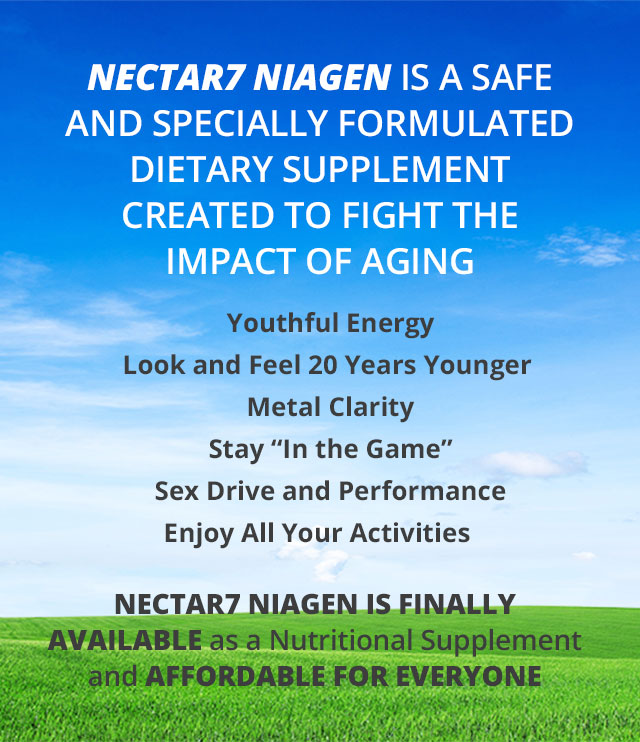 NECTAR7 NIAGEN IS A SAFE
AND SPECIALLY FORMULATED
DIETARY SUPPLEMENT
CREATED TO FIGHT THE
IMPACT OF AGING
Youthful Energy
Look and Feel 20 Years Younger
Metal Clarity
Stay “In the Game”
Sex Drive and Performance
Enjoy All Your Activities
NECTAR7 NIAGEN IS FINALLY
AVAILABLE as a Nutritional Supplement
and AFFORDABLE FOR EVERYONE